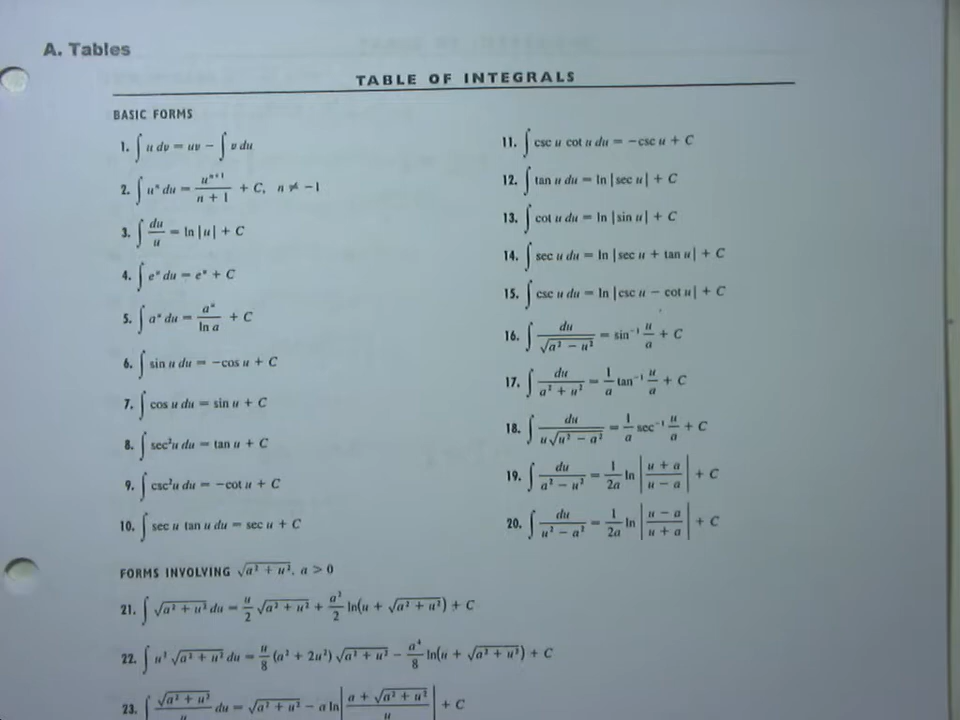 A. Tables
TABLE OF INTEGRALS
BASIC FORMS
1. ∫ u dv = uv − ∫ v du
2. ∫ uⁿ du = uⁿ⁺¹/(n + 1) + C, n ≠ −1
3. ∫ du/u = ln |u| + C
4. ∫ eᵘ du = eᵘ + C
5. ∫ aᵘ du = aᵘ/ln a + C
6. ∫ sin u du = −cos u + C
7. ∫ cos u du = sin u + C
8. ∫ sec²u du = tan u + C
9. ∫ csc²u du = −cot u + C
10. ∫ sec u tan u du = sec u + C
11. ∫ csc u cot u du = −csc u + C
12. ∫ tan u du = ln |sec u| + C
13. ∫ cot u du = ln |sin u| + C
14. ∫ sec u du = ln |sec u + tan u| + C
15. ∫ csc u du = ln |csc u − cot u| + C
16. ∫ du/√(a² − u²) = sin⁻¹ u/a + C
17. ∫ du/(a² + u²) = 1/a tan⁻¹ u/a + C
18. ∫ du/(u√(u² − a²)) = 1/a sec⁻¹ u/a + C
19. ∫ du/(a² − u²) = 1/2a ln |(u + a)/(u − a)| + C
20. ∫ du/(u² − a²) = 1/2a ln |(u − a)/(u + a)| + C
FORMS INVOLVING √(a² + u²), a > 0
21. ∫ √(a² + u²) du = u/2 √(a² + u²) + a²/2 ln(u + √(a² + u²)) + C
22. ∫ u² √(a² + u²) du = u/8 (a² + 2u²) √(a² + u²) − a⁴/8 ln(u + √(a² + u²)) + C
23. ∫ √(a² + u²)/u du = √(a² + u²) − a ln |(a + √(a² + u²))/u| + C